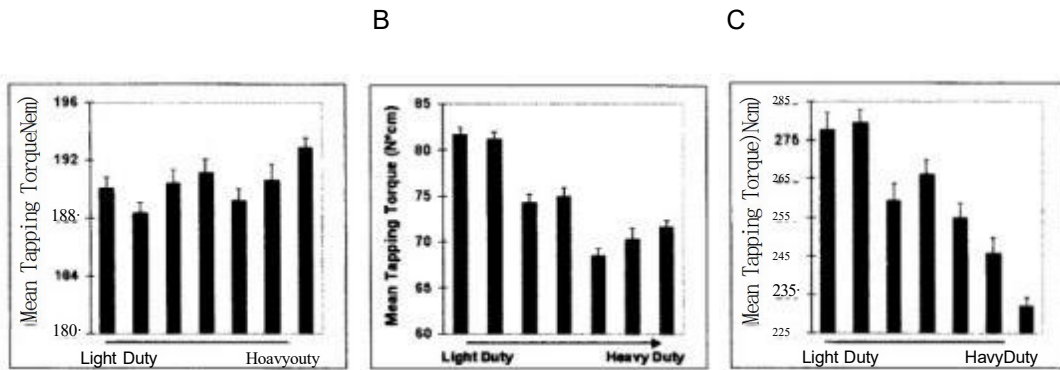 B
C
Mean Tapping TorqueNem)
196
192
188·
104
180·
Light Duty
Hoavyouty
Mean Tapping Torque (N*cm)
85
80
75
70
65
60
Light Duty
Heavy Duty
Mean Tapping Torque)Ncm)
285
275
265
255
245
235·
225
Light Duty
HavyDuty